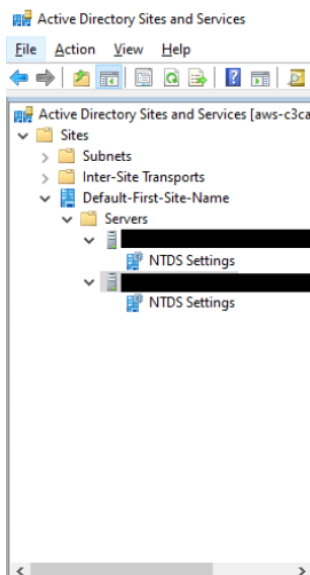 Active Directory Sites and Services
File Action View Help
Active Directory Sites and Services [aws-c3ca
Sites
Subnets
Inter-Site Transports
Default-First-Site-Name
Servers
NTDS Settings
NTDS Settings